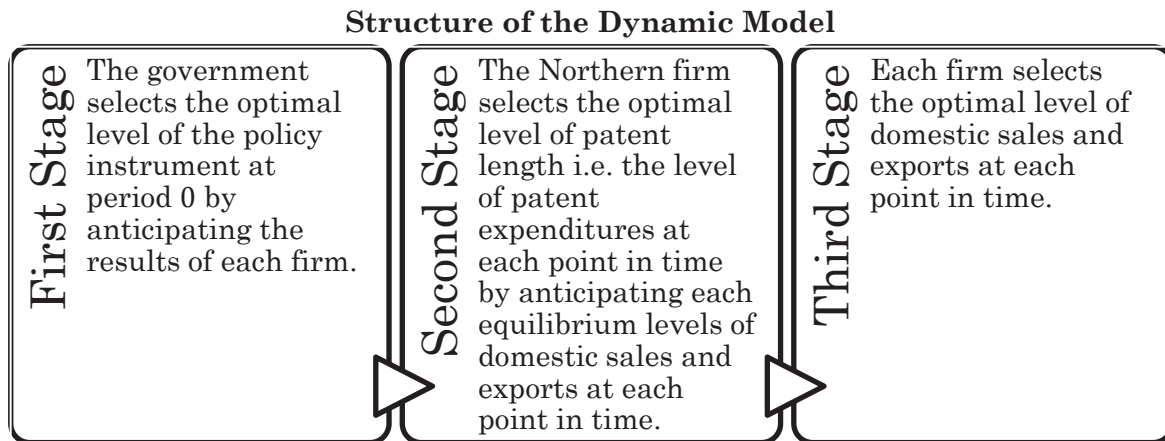 Structure of the Dynamic Model
First Stage
The government
selects the optimal
level of the policy
instrument at
period 0 by
anticipating the
results of each firm.
Second Stage
The Northern firm
selects the optimal
level of patent
length i.e. the level
of patent
expenditures at
each point in time
by anticipating each
equilibrium levels of
domestic sales and
exports at each
point in time.
Third Stage
Each firm selects
the optimal level of
domestic sales and
exports at each
point in time.